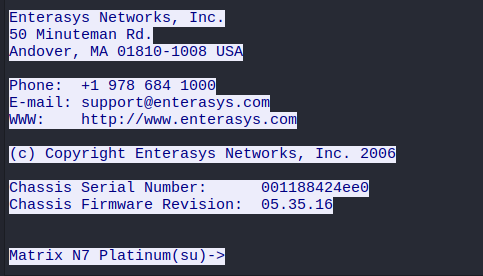 Enterasys Networks, Inc.
50 Minuteman Rd.
Andover, MA 01810-1008 USA
Phone: +1 978 684 1000
E-mail: support@enterasys.com
WWW: http://www.enterasys.com
(c) Copyright Enterasys Networks, Inc. 2006
Chassis Serial Number: 001188424ee0
Chassis Firmware Revision: 05.35.16
Matrix N7 Platinum(su)->